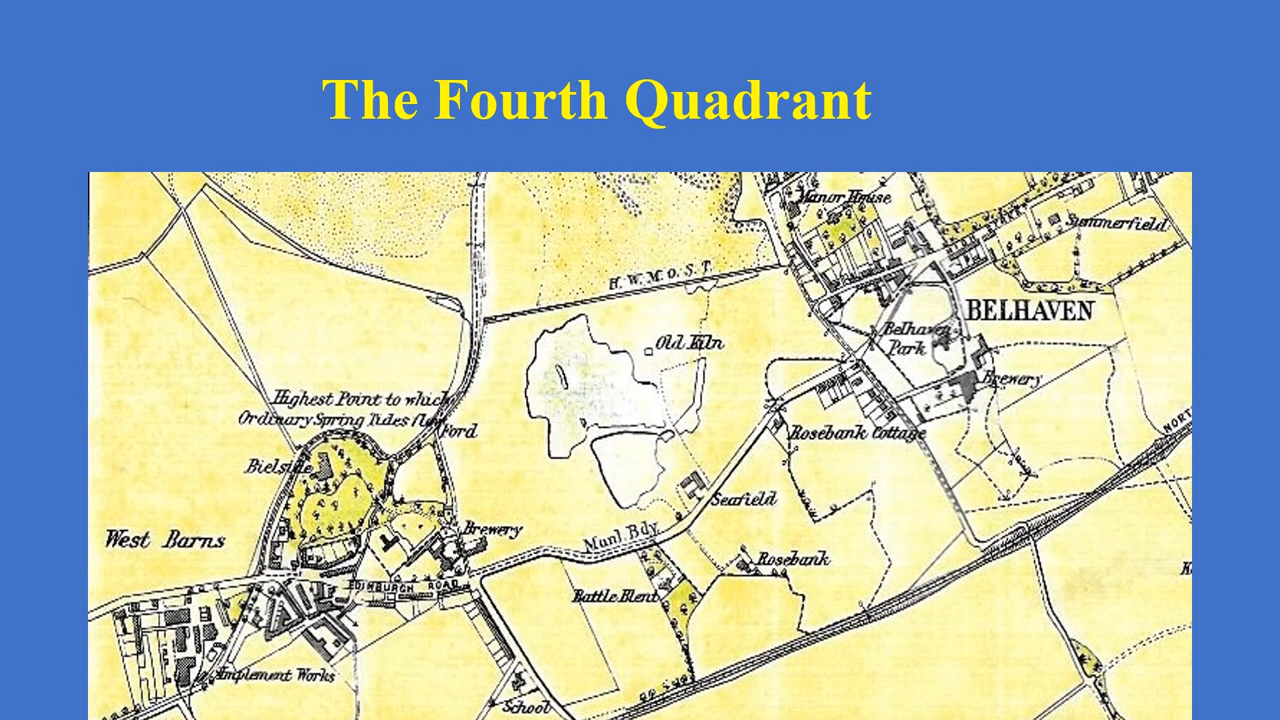 The Fourth Quadrant
Manor House
Summerfield
H. W. M. O. S. T.
BELHAVEN
Belhaven
Park
Old Kiln
Brewery
Highest Point to which
Ordinary Spring Tides flow
Ford
Rosebank Cottage
NORT
Bielside
Seafield
West Barns
Brewery
Munl. Bdy.
Rosebank
EDINBURGH ROAD
Battle Blent
Implement Works
School